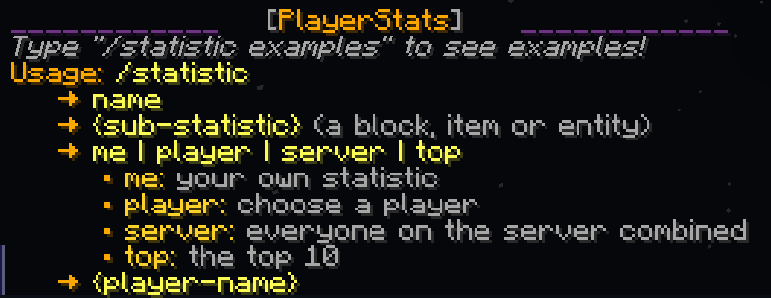 ____________ [PlayerStats] ____________
Type "/statistic examples" to see examples!
Usage: /statistic
→ name
→ {sub-statistic} (a block, item or entity)
→ me | player | server | top
• me: your own statistic
• player: choose a player
• server: everyone on the server combined
• top: the top 10
→ {player-name}